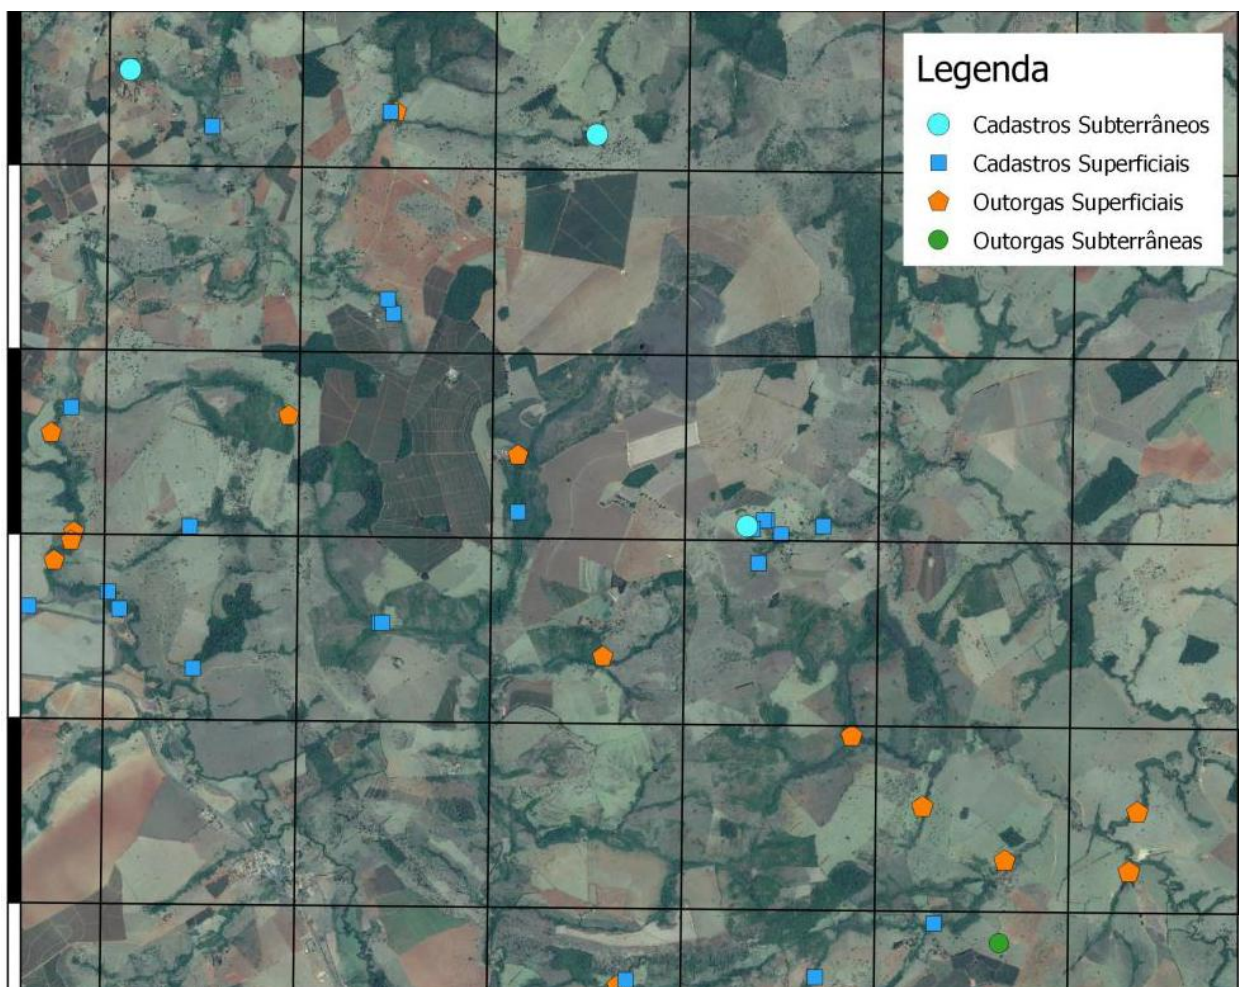 Legenda
Cadastros Subterrâneos
Cadastros Superficiais
Outorgas Superficiais
Outorgas Subterrâneas